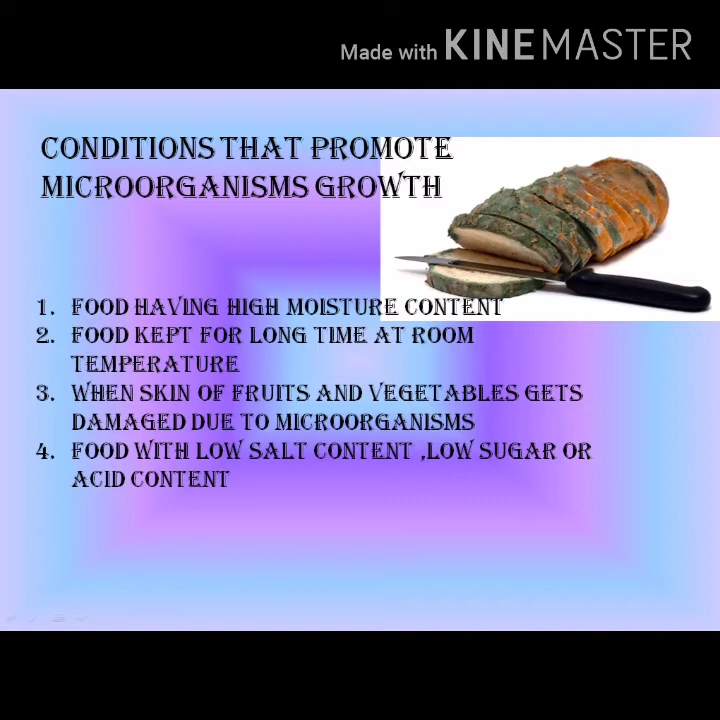 Made with KINEMASTER
CONDITIONS THAT PROMOTE
MICROORGANISMS GROWTH
1. FOOD HAVING HIGH MOISTURE CONTENT
2. FOOD KEPT FOR LONG TIME AT ROOM
TEMPERATURE
3. WHEN SKIN OF FRUITS AND VEGETABLES GETS
DAMAGED DUE TO MICROORGANISMS
4. FOOD WITH LOW SALT CONTENT ,LOW SUGAR OR
ACID CONTENT